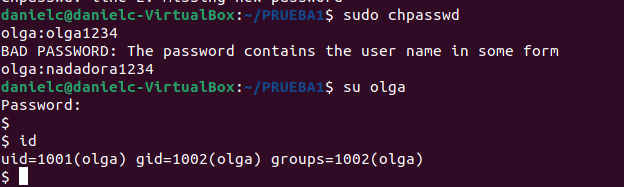 chpasswd: line 2: missing new password
danielc@danielc-VirtualBox:~/PRUEBA1$ sudo chpasswd
olga:olga1234
BAD PASSWORD: The password contains the user name in some form
olga:nadadora1234
danielc@danielc-VirtualBox:~/PRUEBA1$ su olga
Password:
$
$ id
uid=1001(olga) gid=1002(olga) groups=1002(olga)
$